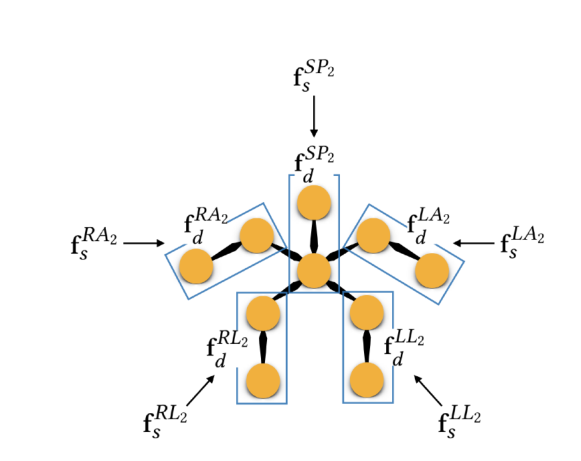 f_s^{SP_2}
f_d^{SP_2}
f_d^{RA_2}
f_d^{LA_2}
f_s^{RA_2}
f_s^{LA_2}
f_d^{RL_2}
f_d^{LL_2}
f_s^{RL_2}
f_s^{LL_2}